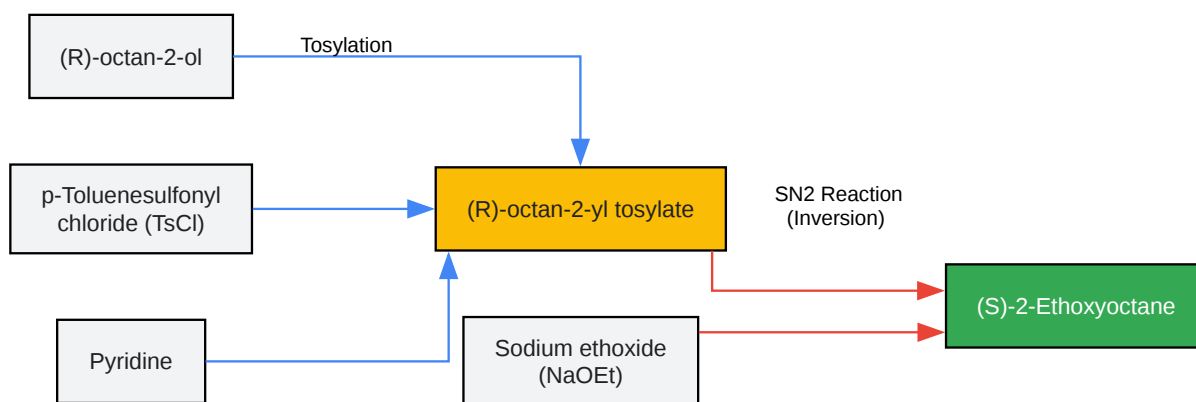 (R)-octan-2-ol
Tosylation
p-Toluenesulfonyl
chloride (TsCl)
(R)-octan-2-yl tosylate
SN2 Reaction
(Inversion)
(S)-2-Ethoxyoctane
Pyridine
Sodium ethoxide
(NaOEt)